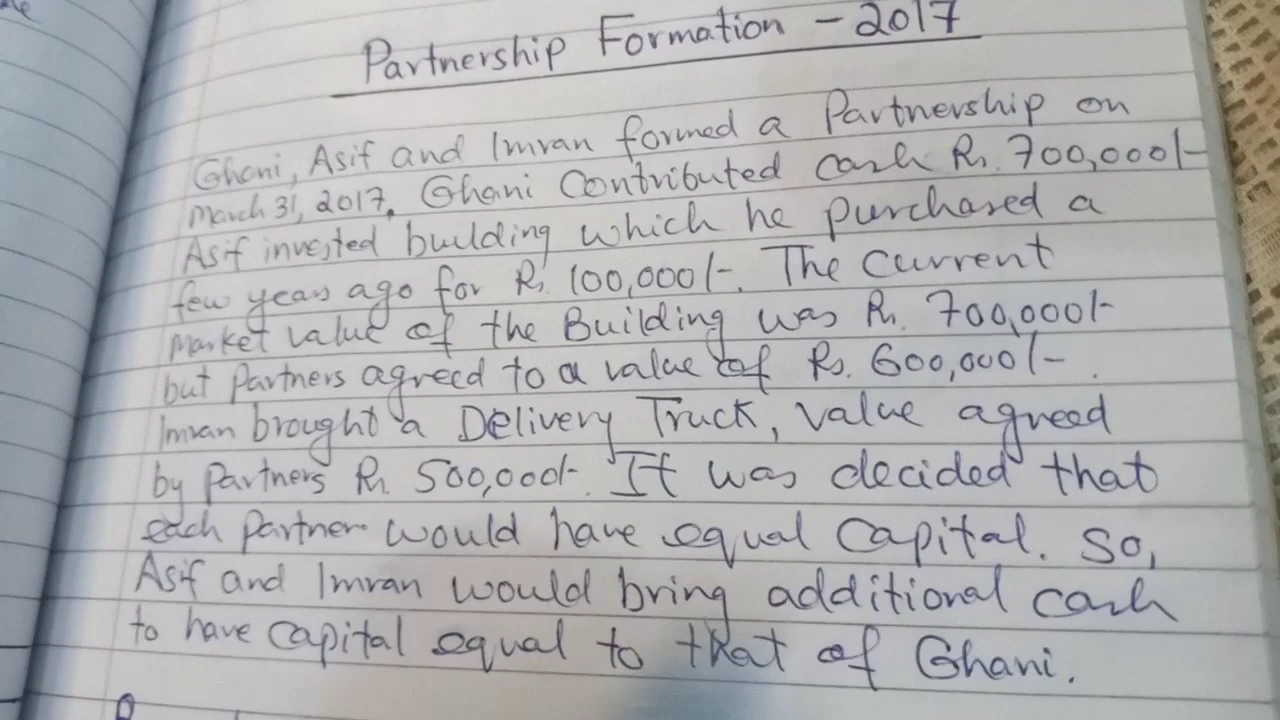 Partnership Formation - 2017
Ghani, Asif and Imran formed a Partnership on
March 31, 2017. Ghani Contributed cash Rs. 700,000/-
Asif invested building which he purchased a
few years ago for Rs. 100,000/-. The Current
market value of the Building was Rs. 700,000/-
but Partners agreed to a value of Rs. 600,000/-.
Imran brought a Delivery Truck, value agreed
by Partners Rs. 500,000/-. It was decided that
each Partner would have equal Capital. So,
Asif and Imran would bring additional cash
to have Capital equal to that of Ghani.